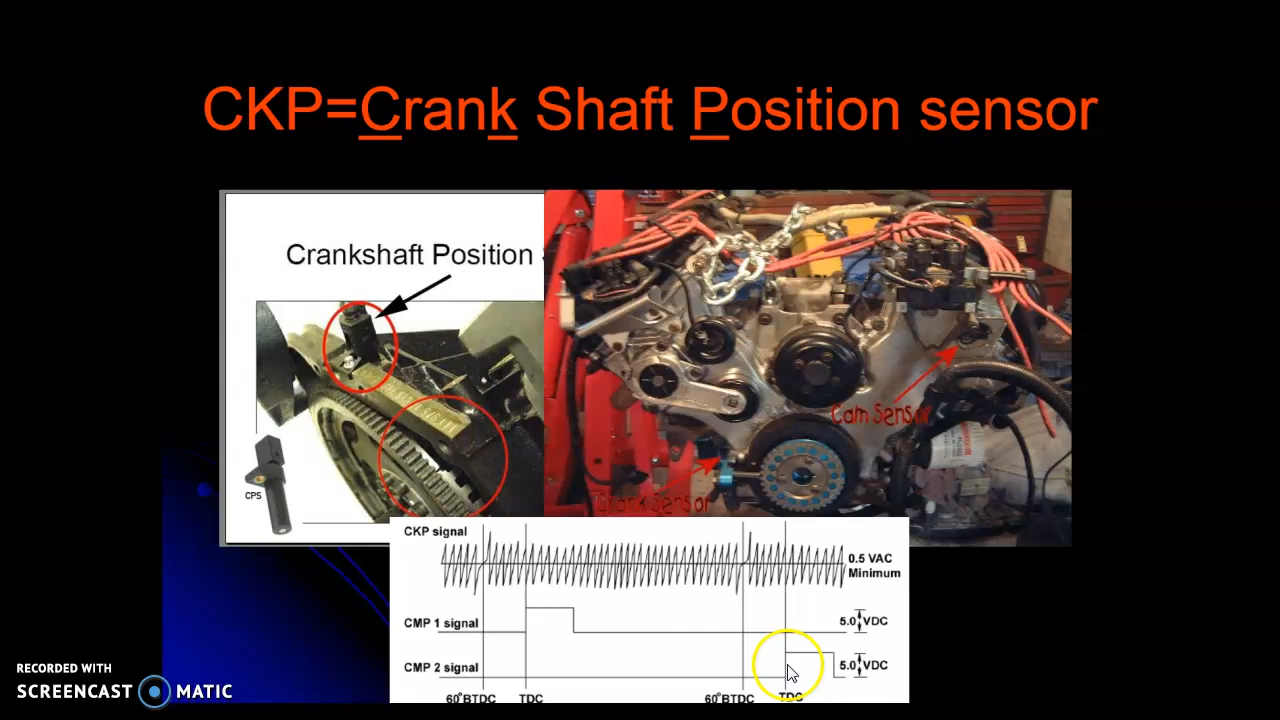 CKP=Crank Shaft Position sensor
Crankshaft Position
CPS
Cam Sensor
Crank Sensor
CKP signal
0.5 VAC
Minimum
CMP 1 signal
5.0 VDC
CMP 2 signal
5.0 VDC
60°BTDC TDC 60°BTDC TDC
RECORDED WITH
SCREENCAST MATIC